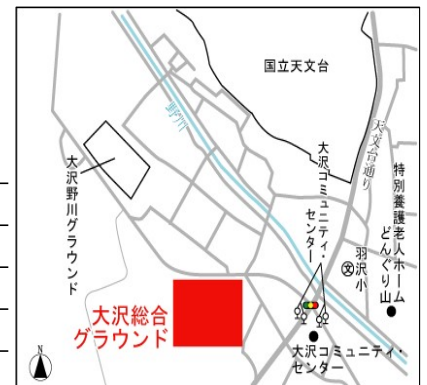 国立天文台
野川
天文台通り
大沢コミュニティ・
センター
特別養護老人ホーム
どんぐり山
羽沢小
文
大沢野川グラウンド
大沢総合
グラウンド
大沢コミュニティ・
センター
N